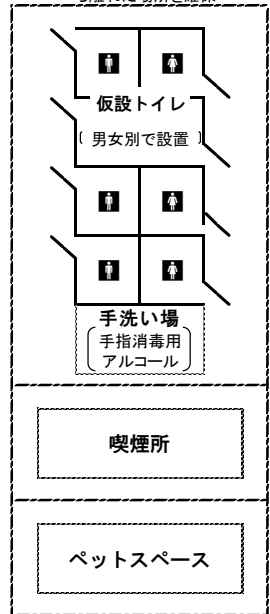 仮設トイレ
（男女別で設置）
手洗い場
（手指消毒用
アルコール）
喫煙所
ペットスペース